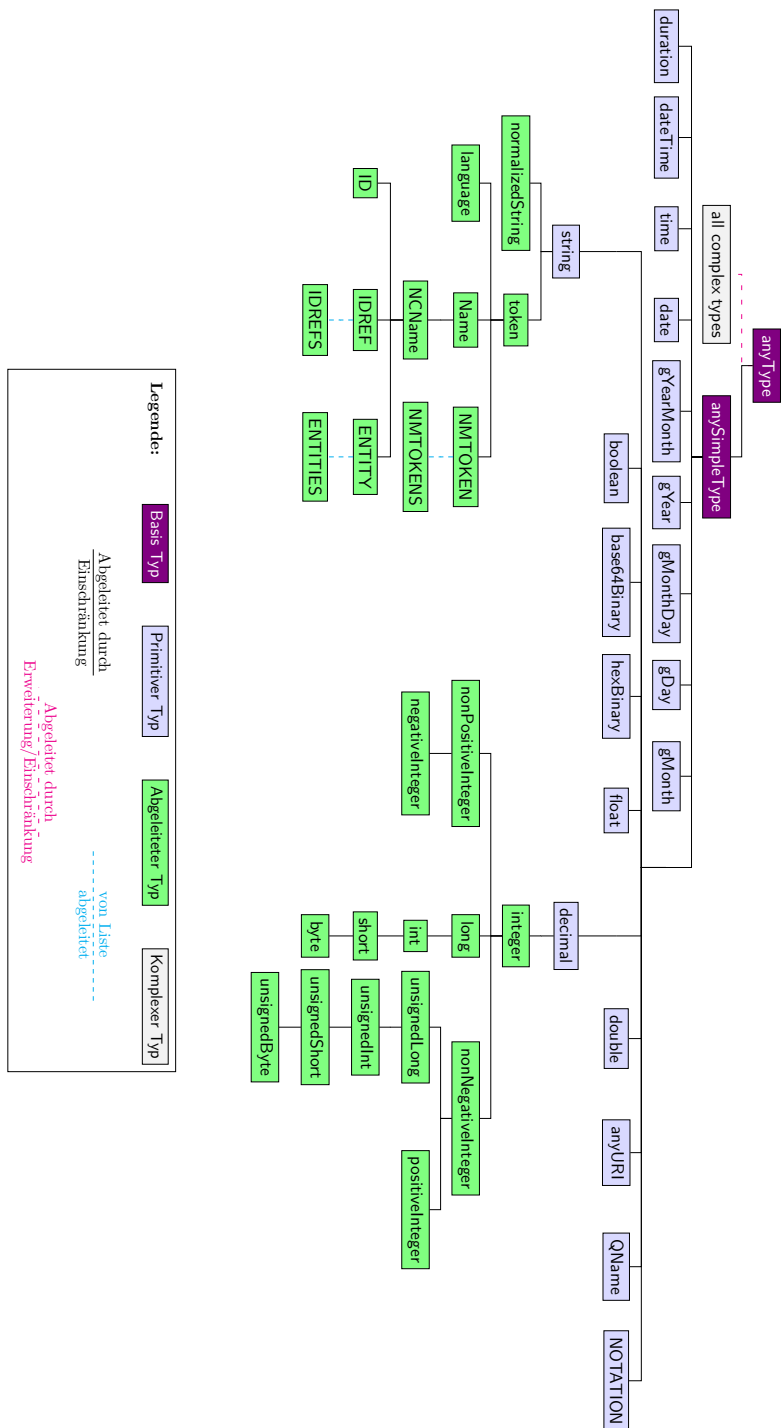 anyType
all complex types
anySimpleType
duration
dateTime
time
date
gYearMonth
gYear
gMonthDay
gDay
gMonth
string
boolean
base64Binary
hexBinary
float
decimal
double
anyURI
QName
NOTATION
normalizedString
token
integer
language
Name
NMTOKEN
nonPositiveInteger
long
nonNegativeInteger
NCName
NMTOKENS
negativeInteger
int
unsignedLong
positiveInteger
ID
IDREF
ENTITY
short
unsignedInt
IDREFS
ENTITIES
byte
unsignedShort
unsignedByte
Legende:
Basis Typ
Primitiver Typ
Abgeleiteter Typ
Komplexer Typ
Abgeleitet durch
Einschränkung
von Liste
abgeleitet
Abgeleitet durch
Erweiterung/Einschränkung